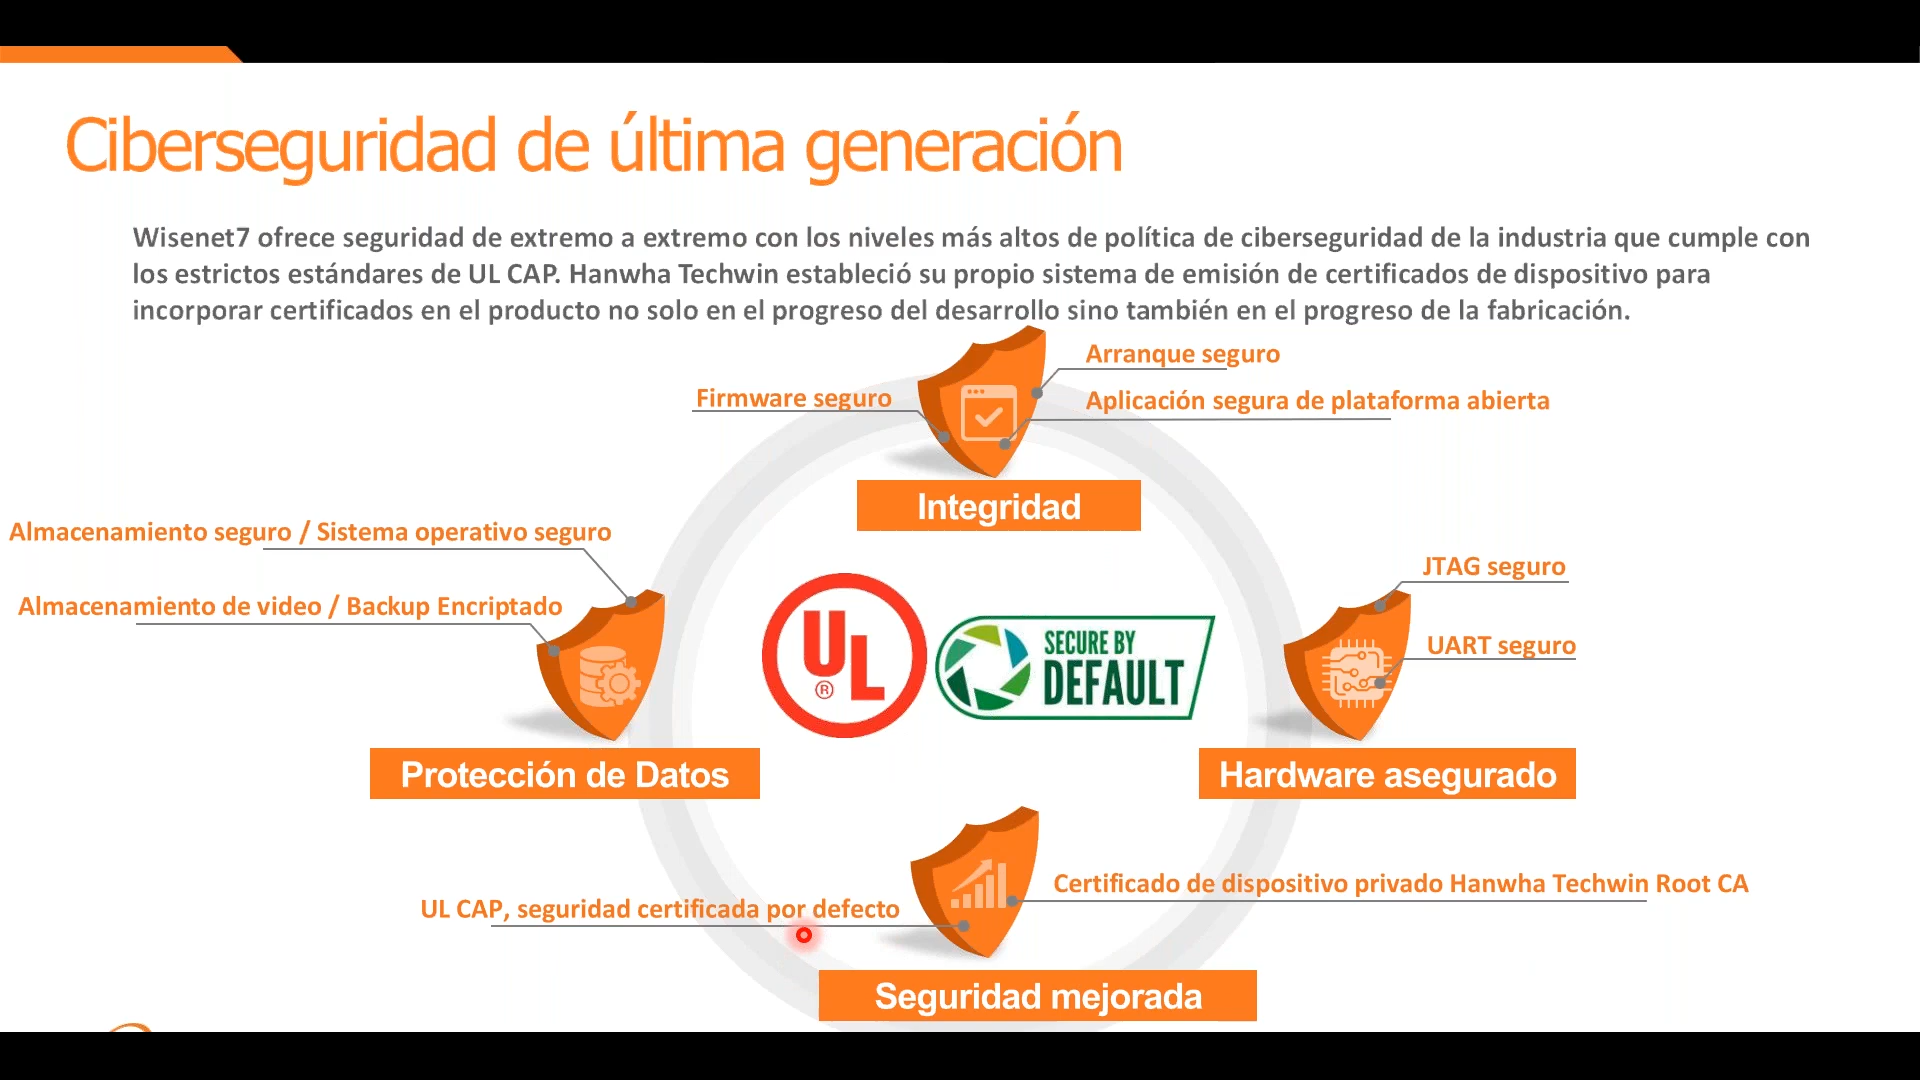 Ciberseguridad de última generación
Wisenet7 ofrece seguridad de extremo a extremo con los niveles más altos de política de ciberseguridad de la industria que cumple con
los estrictos estándares de UL CAP. Hanwha Techwin estableció su propio sistema de emisión de certificados de dispositivo para
incorporar certificados en el producto no solo en el progreso del desarrollo sino también en el progreso de la fabricación.
Arranque seguro
Firmware seguro
Aplicación segura de plataforma abierta
Integridad
Almacenamiento seguro / Sistema operativo seguro
Almacenamiento de video / Backup Encriptado
Protección de Datos
UL
®
SECURE BY
DEFAULT
JTAG seguro
UART seguro
Hardware asegurado
Certificado de dispositivo privado Hanwha Techwin Root CA
UL CAP, seguridad certificada por defecto
Seguridad mejorada